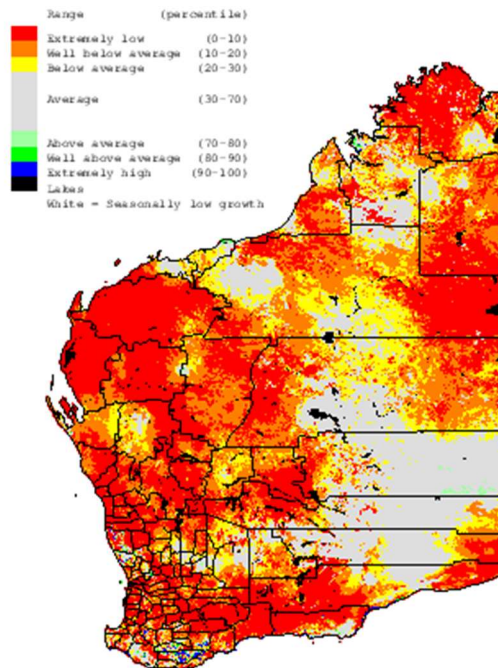 Range (percentile)
Extremely low (0-10)
Well below average (10-20)
Below average (20-30)
Average (30-70)
Above average (70-80)
Well above average (80-90)
Extremely high (90-100)
Lakes
White = Seasonally low growth